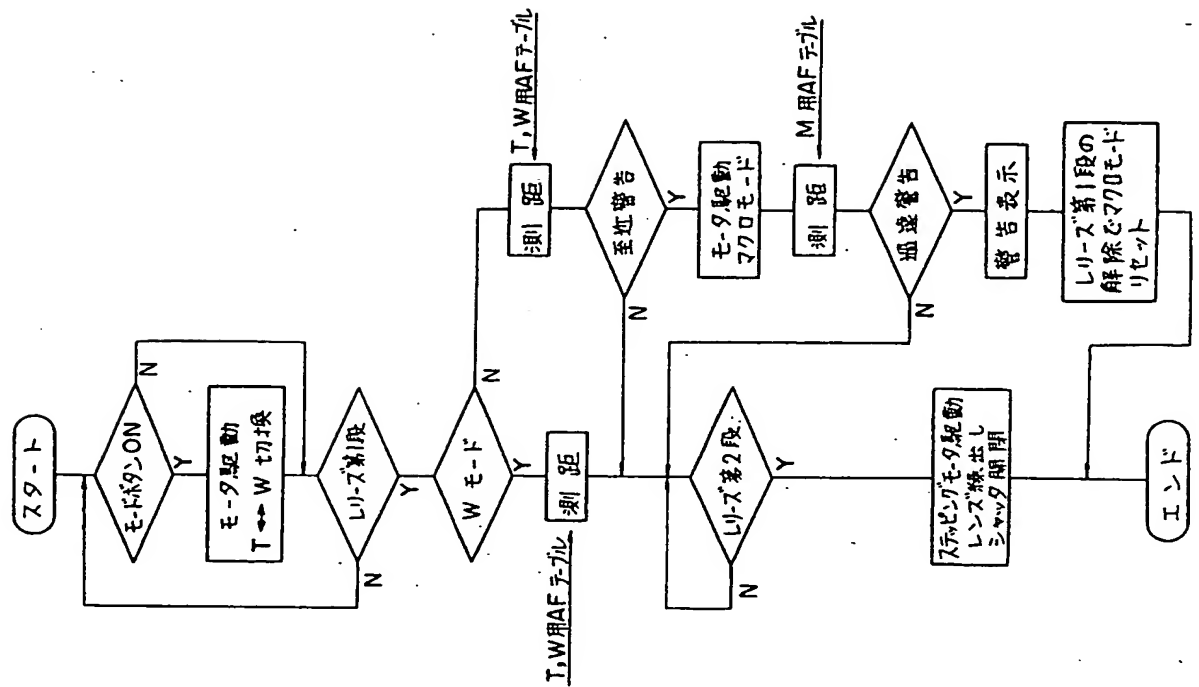 スタート
モードボタンON
Y
N
モータ駆動
T ↔ W 切換
レリーズ第1段
N
Y
Wモード
N
Y
測距
T,W用AFテーブル
測距
T,W用AFテーブル
至近警告
N
Y
モータ駆動
マクロモード
測距
M用AFテーブル
過遠警告
N
Y
警告表示
レリーズ第1段の
解除でマクロモード
リセット
レリーズ第2段
N
Y
ステッピングモータ駆動
レンズ繰出し
シャッタ開閉
エンド